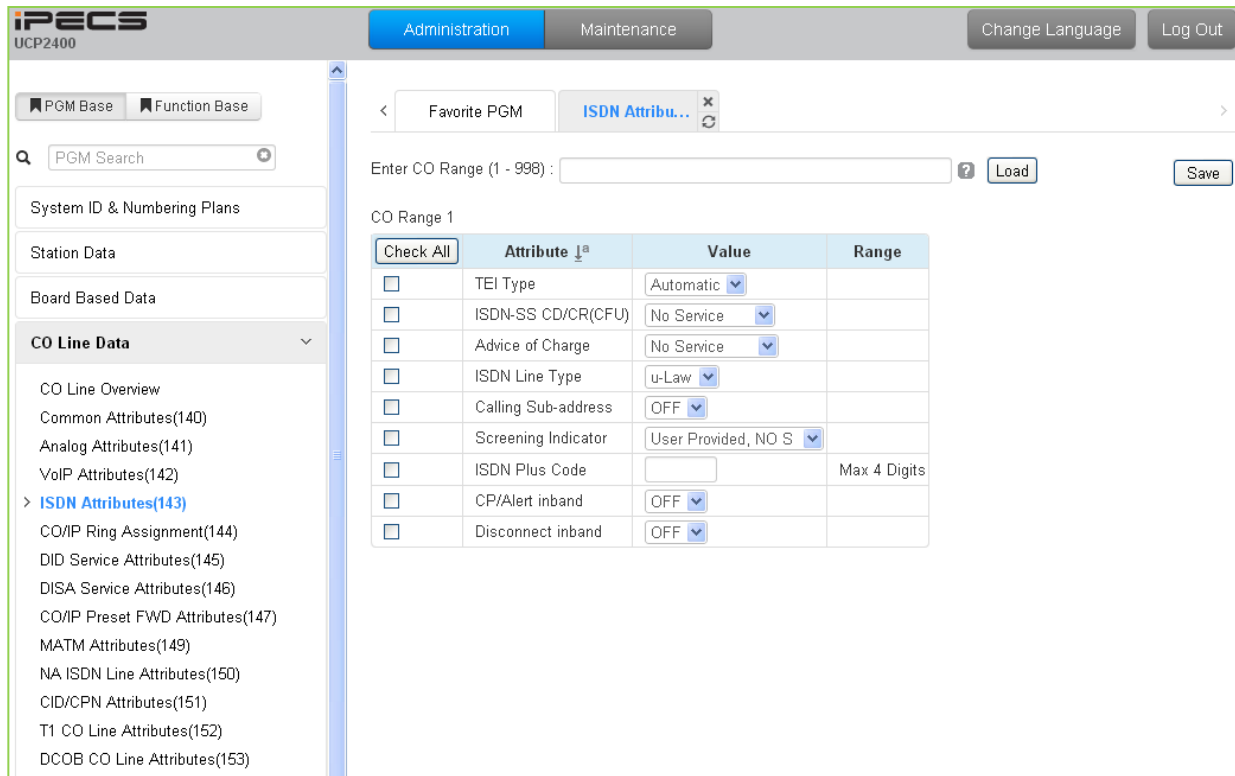 iPECS
UCP2400
Administration
Maintenance
Change Language
Log Out
PGM Base
Function Base
PGM Search
System ID & Numbering Plans
Station Data
Board Based Data
CO Line Data
CO Line Overview
Common Attributes(140)
Analog Attributes(141)
VoIP Attributes(142)
> ISDN Attributes(143)
CO/IP Ring Assignment(144)
DID Service Attributes(145)
DISA Service Attributes(146)
CO/IP Preset FWD Attributes(147)
MATM Attributes(149)
NA ISDN Line Attributes(150)
CID/CPN Attributes(151)
T1 CO Line Attributes(152)
DCOB CO Line Attributes(153)
< Favorite PGM ISDN Attribu... >
Enter CO Range (1 - 998) : ? Load Save
CO Range 1
Check All Attribute Value Range
TEI Type Automatic
ISDN-SS CD/CR(CFU) No Service
Advice of Charge No Service
ISDN Line Type u-Law
Calling Sub-address OFF
Screening Indicator User Provided, NO S
ISDN Plus Code Max 4 Digits
CP/Alert inband OFF
Disconnect inband OFF